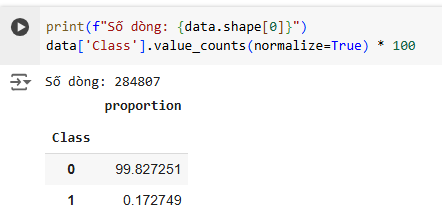 print(f"Số dòng: {data.shape[0]}")
data['Class'].value_counts(normalize=True) * 100
Số dòng: 284807
proportion
Class
0 99.827251
1 0.172749